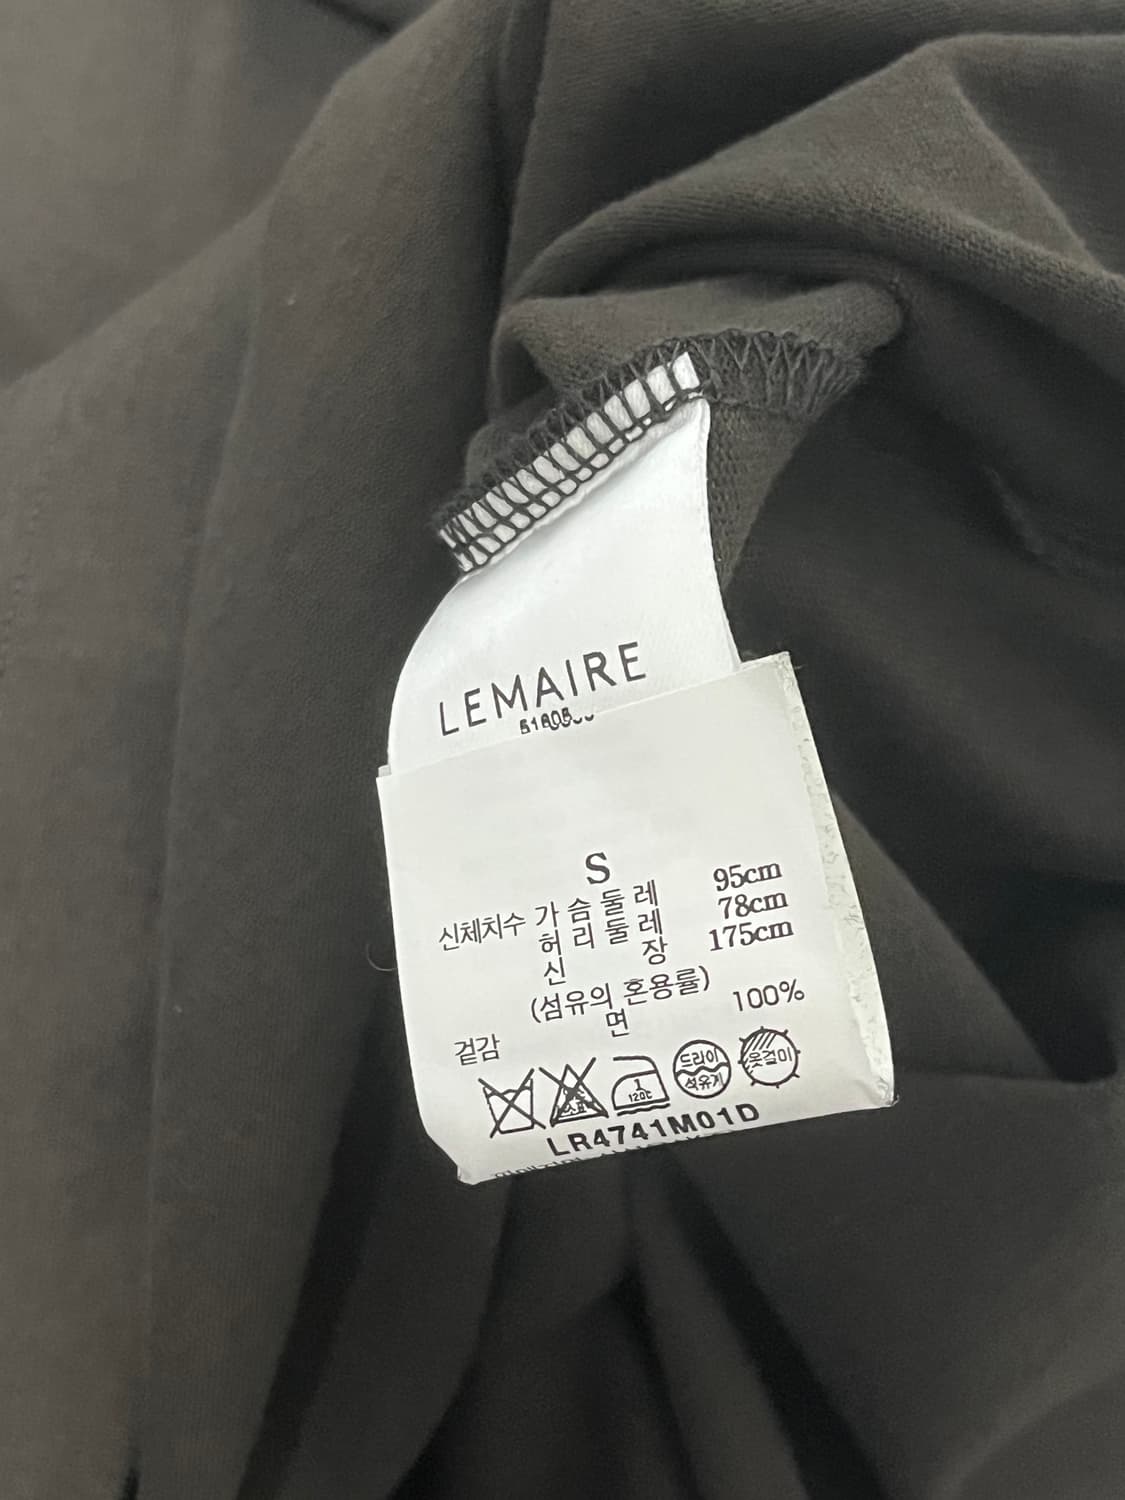 LEMAIRE
S
신체치수 가슴둘레 95cm
허리둘레 78cm
신장 175cm
(섬유의 혼용률)
겉감 면 100%
1 120℃ 드라이 석유계 옷걸이
LR4741M01D